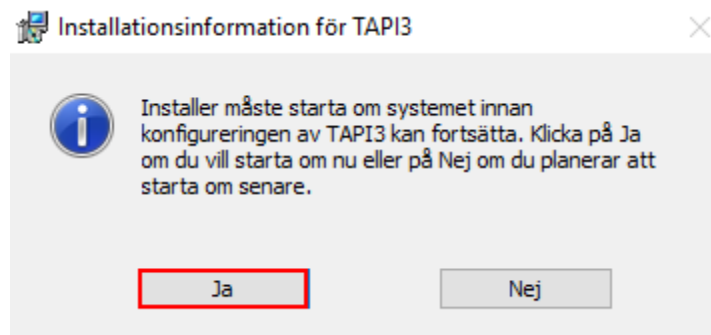 Installationsinformation för TAPI3
Installer måste starta om systemet innan
konfigureringen av TAPI3 kan fortsätta. Klicka på Ja
om du vill starta om nu eller på Nej om du planerar att
starta om senare.
Ja
Nej